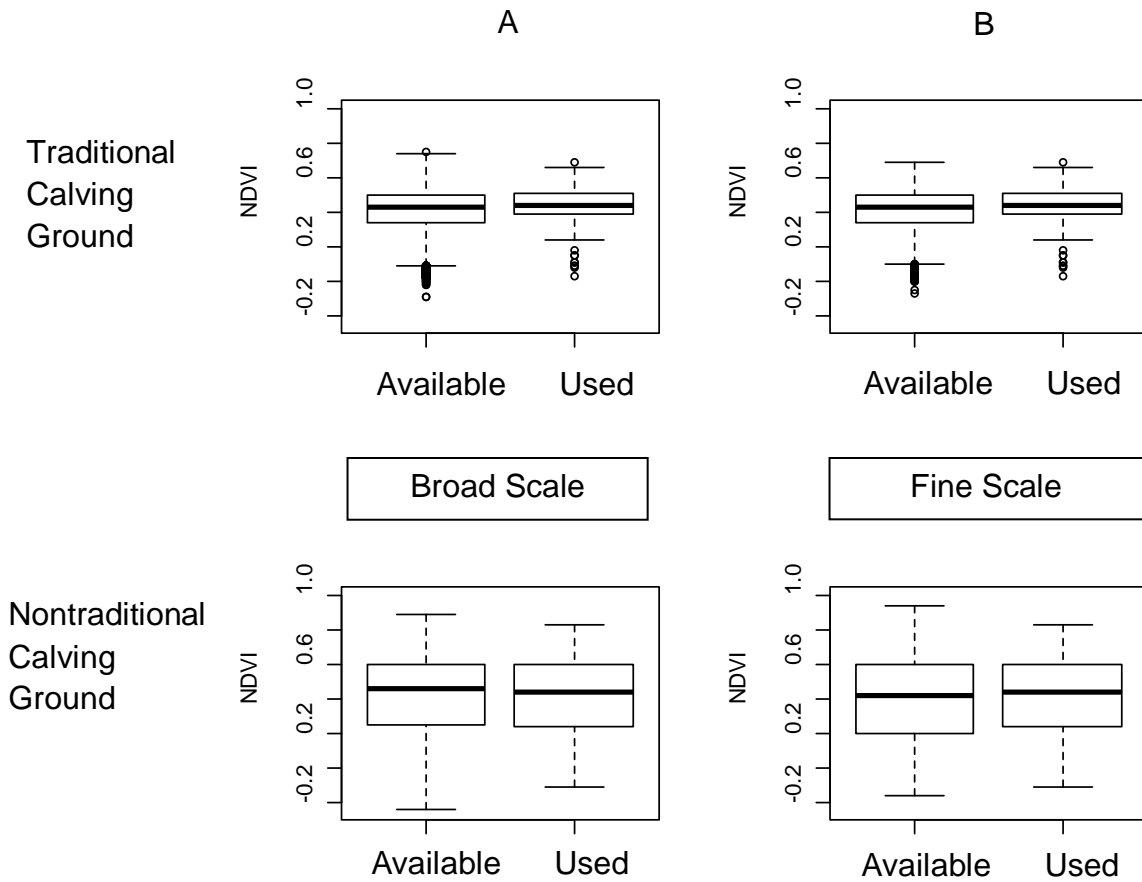 A
B
Traditional
Calving
Ground
NDVI
1.0
0.6
0.2
-0.2
Available
Used
NDVI
1.0
0.6
0.2
-0.2
Available
Used
Broad Scale
Fine Scale
Nontraditional
Calving
Ground
NDVI
1.0
0.6
0.2
-0.2
Available
Used
NDVI
1.0
0.6
0.2
-0.2
Available
Used